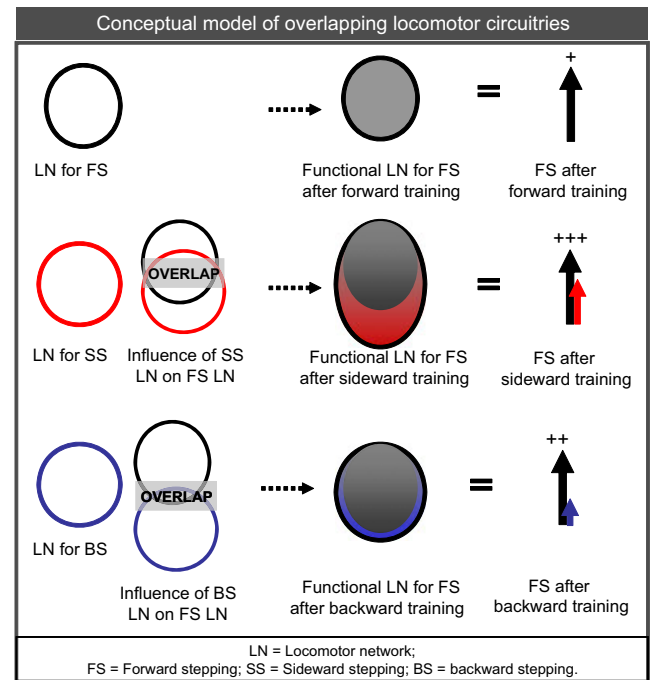 Conceptual model of overlapping locomotor circuitries
+
=
LN for FS
Functional LN for FS
after forward training
FS after
forward training
+++
OVERLAP
=
LN for SS
Influence of SS
LN on FS LN
Functional LN for FS
after sideward training
FS after
sideward training
++
OVERLAP
=
LN for BS
Influence of BS
LN on FS LN
Functional LN for FS
after backward training
FS after
backward training
LN = Locomotor network;
FS = Forward stepping; SS = Sideward stepping; BS = backward stepping.